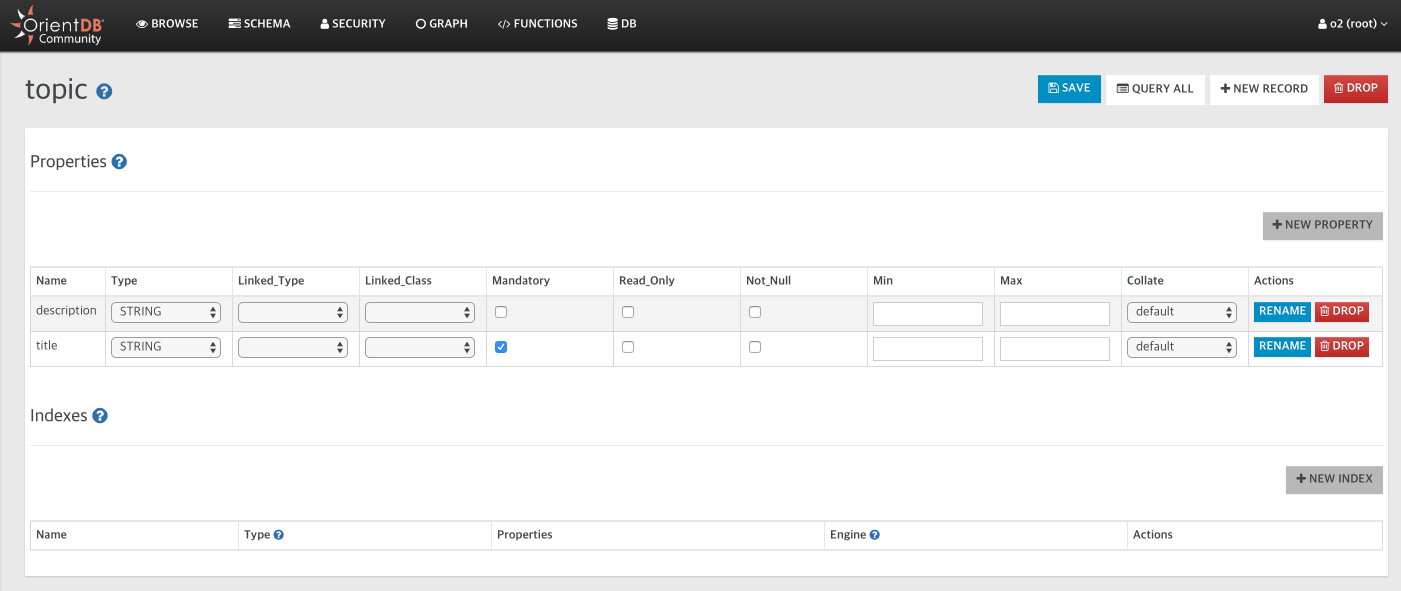 OrientDB
Community
BROWSE SCHEMA SECURITY GRAPH </> FUNCTIONS DB o2 (root)
topic ?
SAVE QUERY ALL + NEW RECORD DROP
Properties ?
+ NEW PROPERTY
Name Type Linked_Type Linked_Class Mandatory Read_Only Not_Null Min Max Collate Actions
description STRING default RENAME DROP
title STRING default RENAME DROP
Indexes ?
+ NEW INDEX
Name Type ? Properties Engine ? Actions